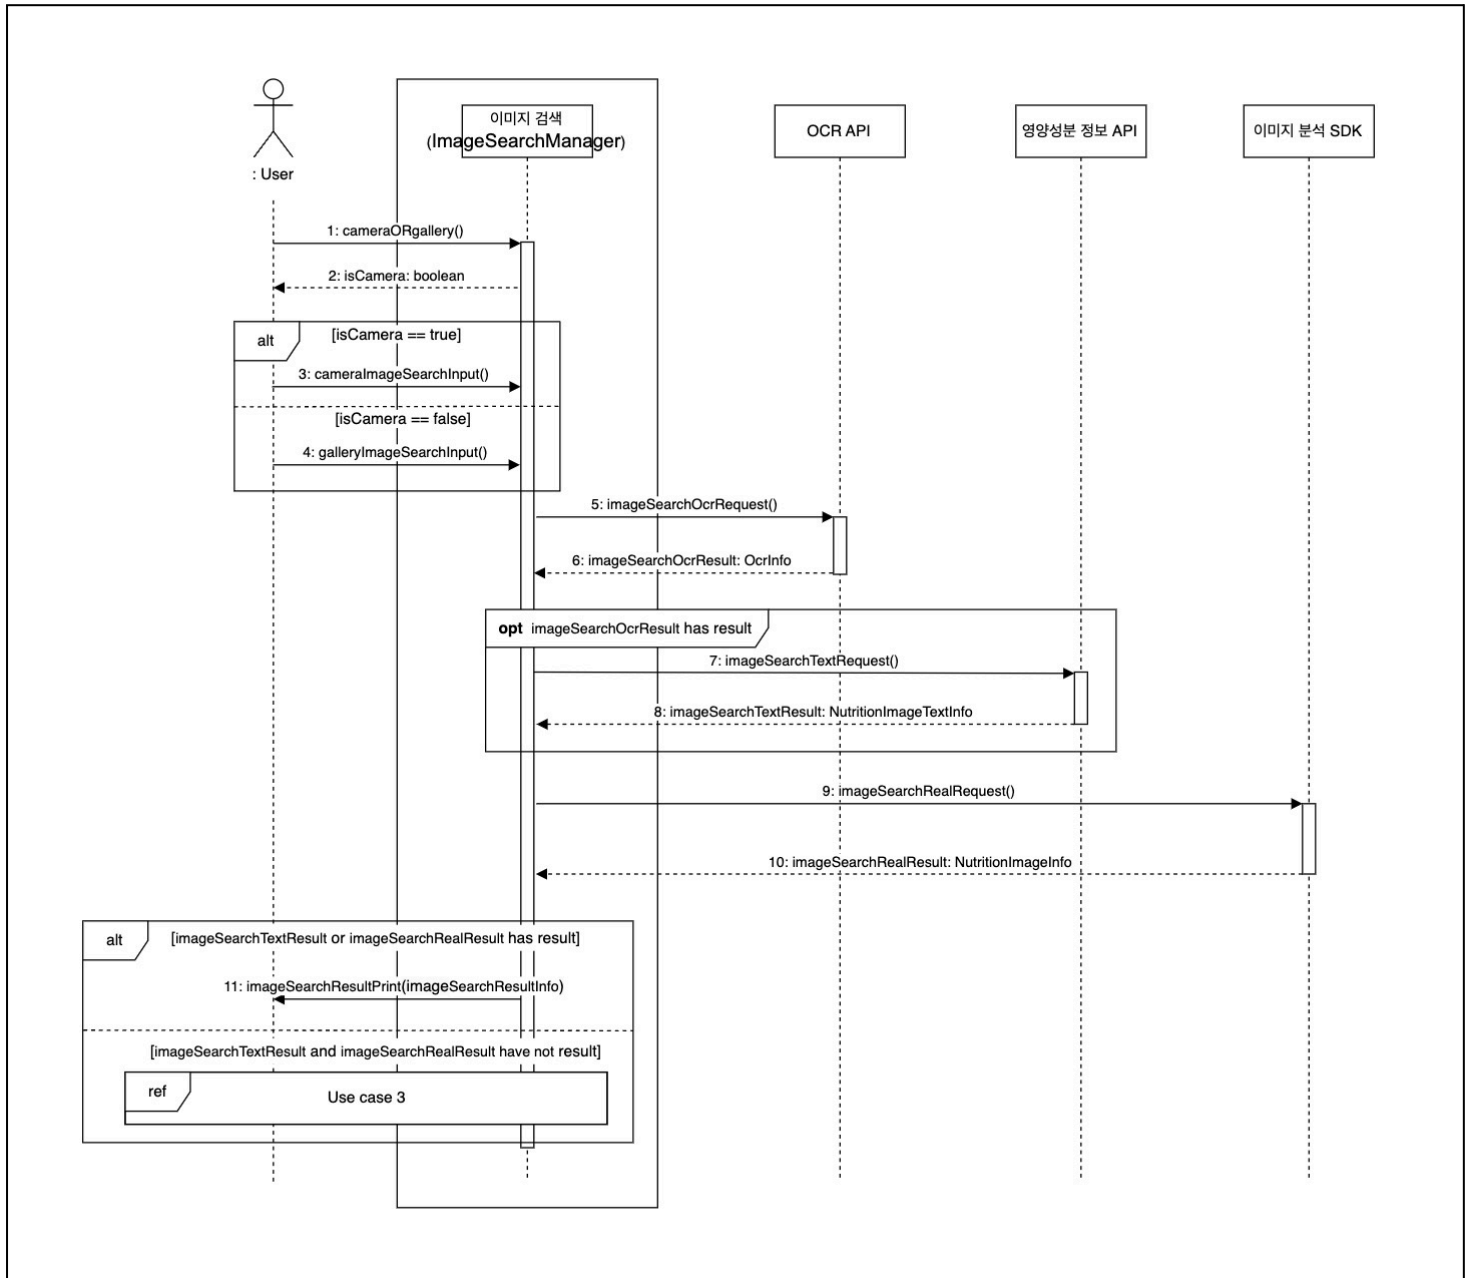 : User
이미지 검색
(ImageSearchManager)
OCR API
영양성분 정보 API
이미지 분석 SDK
1: cameraORgallery()
2: isCamera: boolean
alt
[isCamera == true]
3: cameraImageSearchInput()
[isCamera == false]
4: galleryImageSearchInput()
5: imageSearchOcrRequest()
6: imageSearchOcrResult: OcrInfo
opt imageSearchOcrResult has result
7: imageSearchTextRequest()
8: imageSearchTextResult: NutritionImageTextInfo
9: imageSearchRealRequest()
10: imageSearchRealResult: NutritionImageInfo
alt
[imageSearchTextResult or imageSearchRealResult has result]
11: imageSearchResultPrint(imageSearchResultInfo)
[imageSearchTextResult and imageSearchRealResult have not result]
ref
Use case 3